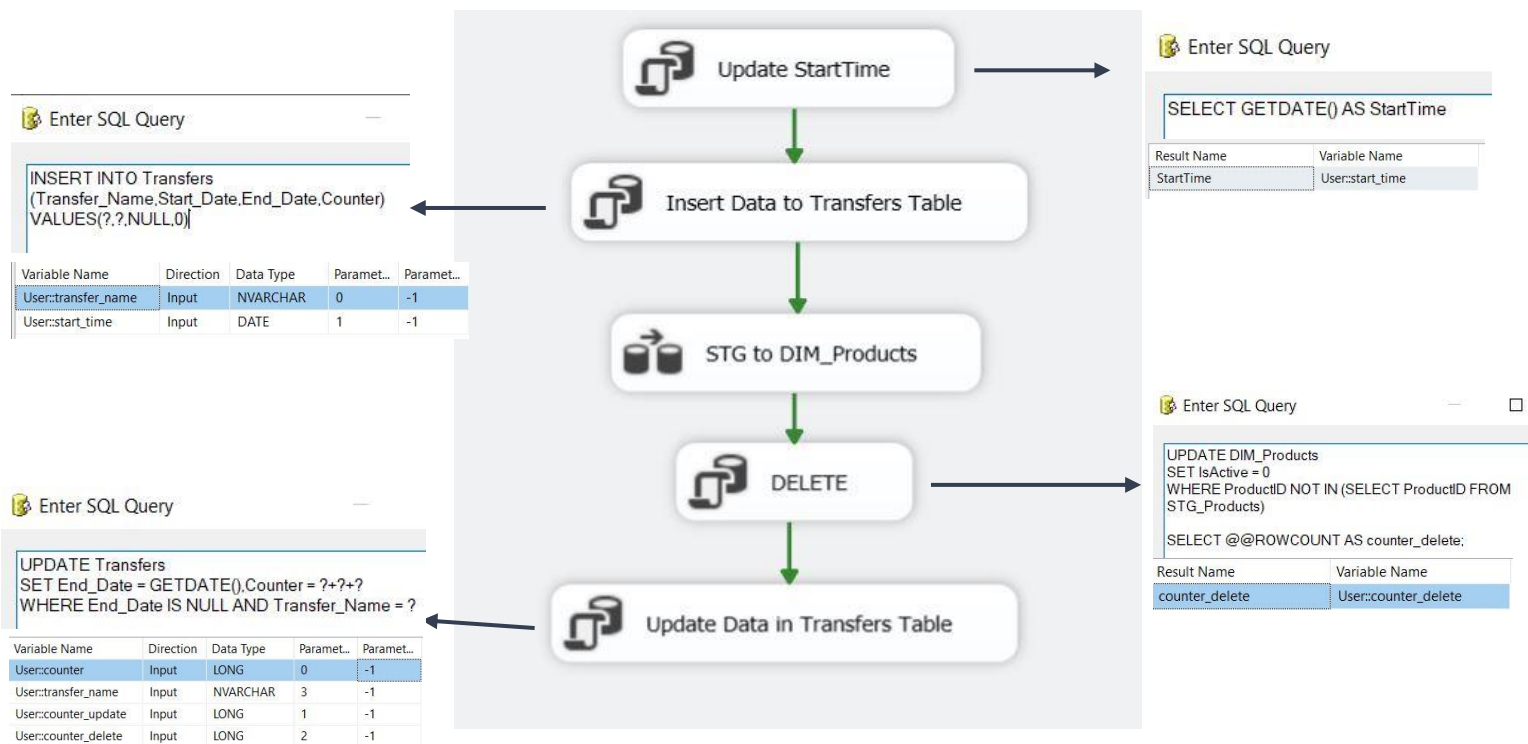 Update StartTime
Enter SQL Query
SELECT GETDATE() AS StartTime
Result Name Variable Name
StartTime User::start_time
Enter SQL Query
INSERT INTO Transfers
(Transfer_Name,Start_Date,End_Date,Counter)
VALUES(?,?,NULL,0)
Variable Name Direction Data Type Paramet... Paramet...
User::transfer_name Input NVARCHAR 0 -1
User::start_time Input DATE 1 -1
Insert Data to Transfers Table
STG to DIM_Products
DELETE
Enter SQL Query
UPDATE DIM_Products
SET IsActive = 0
WHERE ProductID NOT IN (SELECT ProductID FROM
STG_Products)
SELECT @@ROWCOUNT AS counter_delete;
Result Name Variable Name
counter_delete User::counter_delete
Enter SQL Query
UPDATE Transfers
SET End_Date = GETDATE(),Counter = ?+?+?
WHERE End_Date IS NULL AND Transfer_Name = ?
Variable Name Direction Data Type Paramet... Paramet...
User::counter Input LONG 0 -1
User::transfer_name Input NVARCHAR 3 -1
User::counter_update Input LONG 1 -1
User::counter_delete Input LONG 2 -1
Update Data in Transfers Table